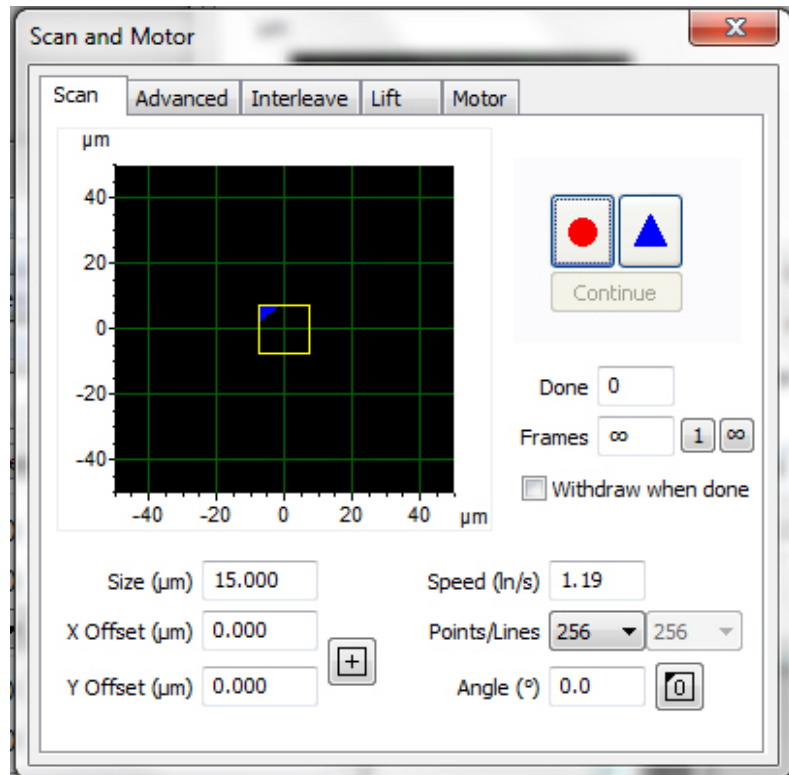 Scan and Motor
Scan Advanced Interleave Lift Motor
µm
40
20
0
-20
-40
-40 -20 0 20 40 µm
Continue
Done 0
Frames ∞ 1 ∞
Withdraw when done
Size (µm) 15.000 Speed (ln/s) 1.19
X Offset (µm) 0.000 Points/Lines 256 256
Y Offset (µm) 0.000 Angle (º) 0.0 0